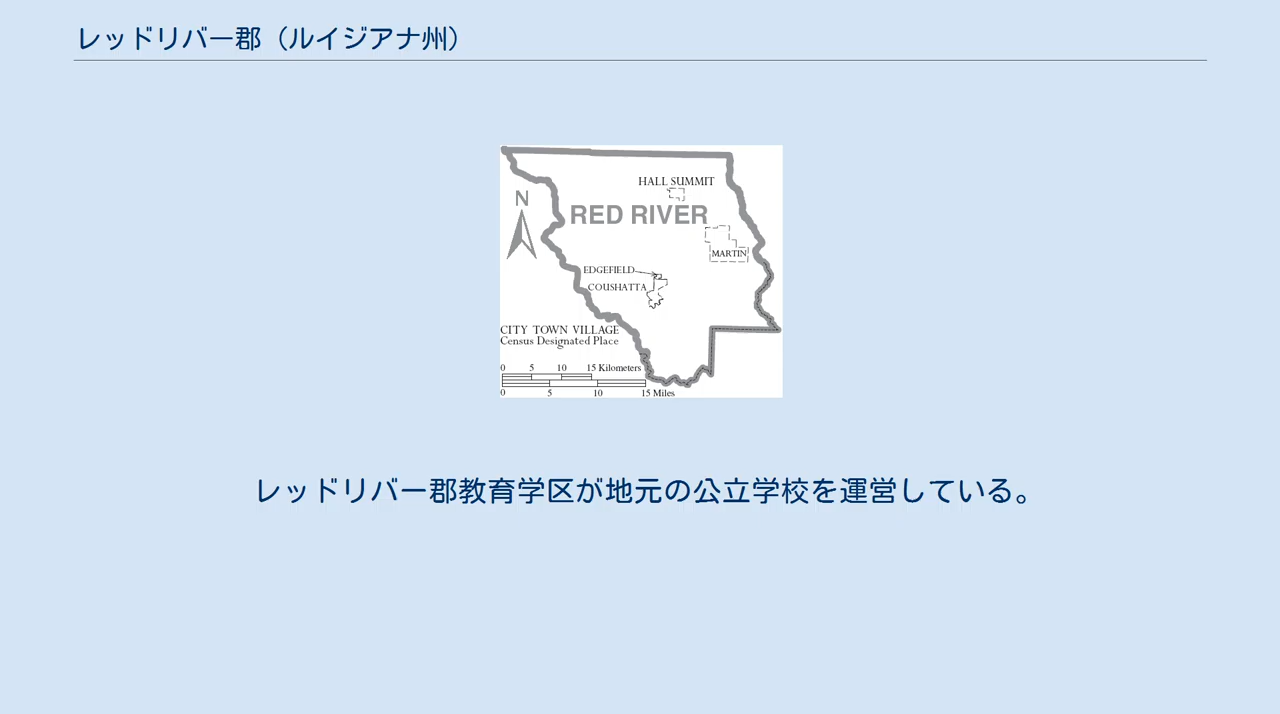 レッドリバー郡（ルイジアナ州）
HALL SUMMIT
N
RED RIVER
MARTIN
EDGEFIELD
COUSHATTA
CITY TOWN VILLAGE
Census Designated Place
0 5 10 15 Kilometers
0 5 10 15 Miles
レッドリバー郡教育学区が地元の公立学校を運営している。